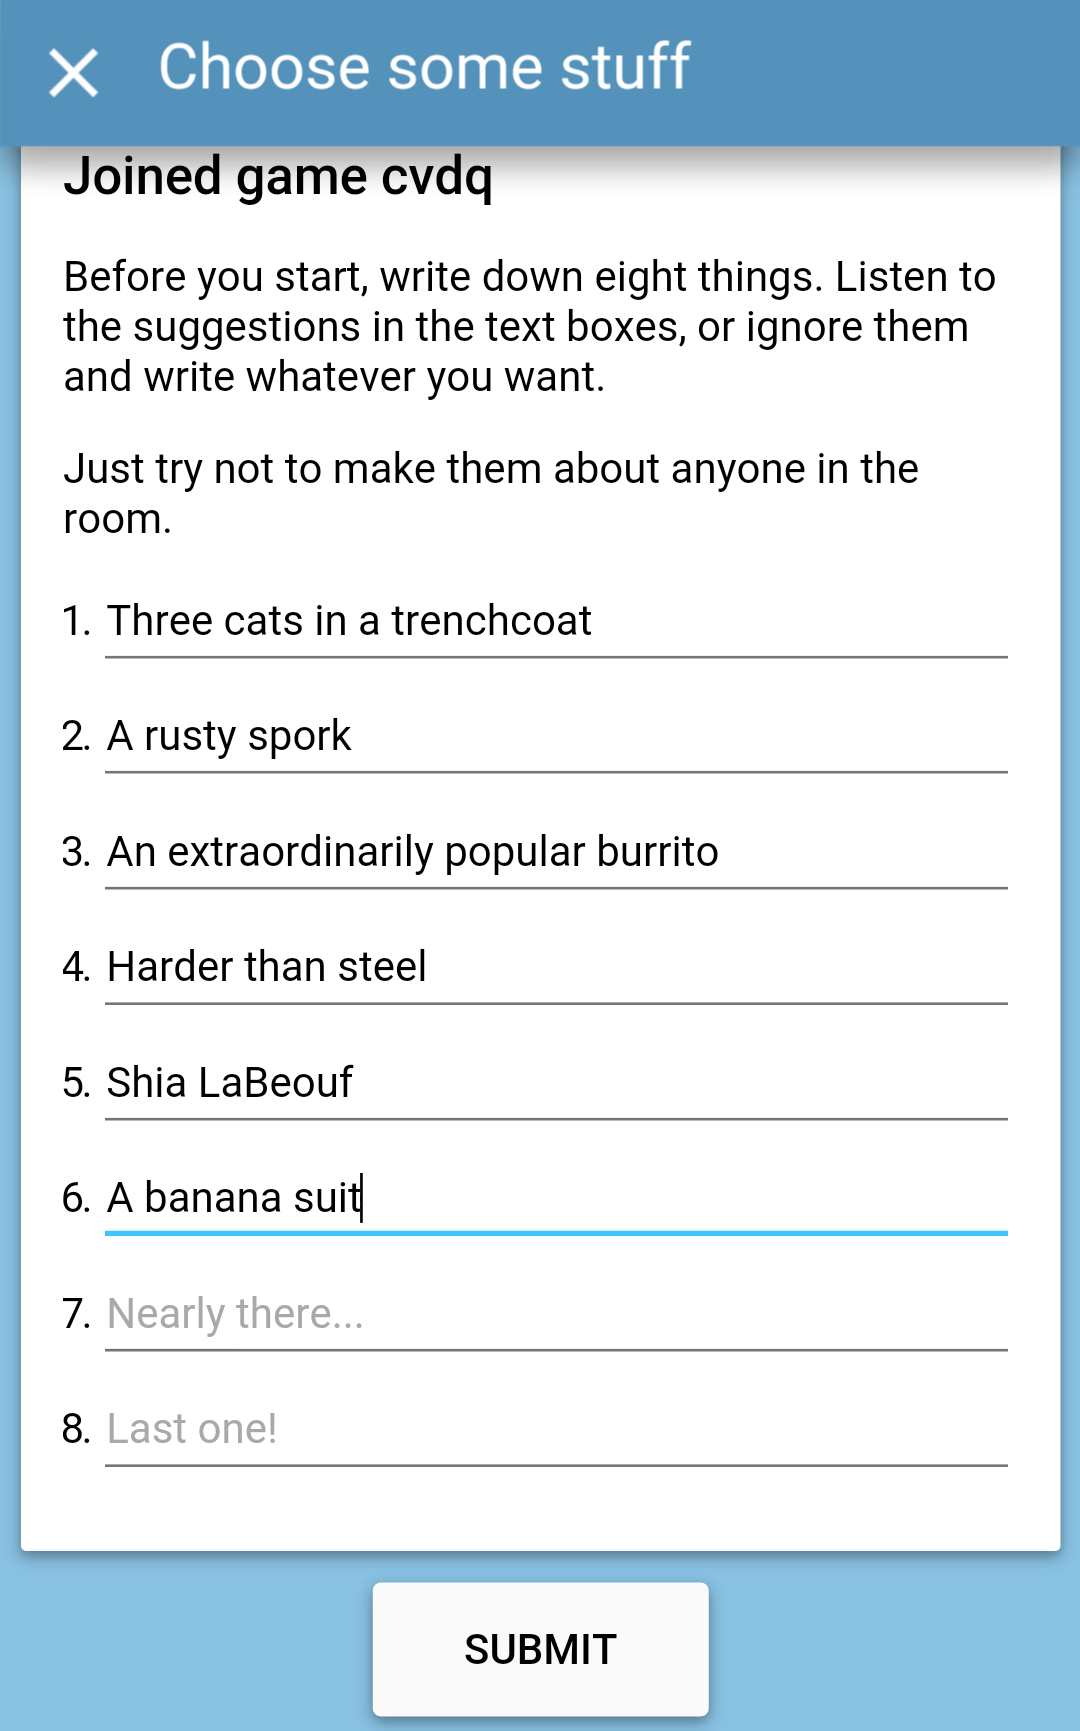 Choose some stuff
Joined game cvdq
Before you start, write down eight things. Listen to
the suggestions in the text boxes, or ignore them
and write whatever you want.
Just try not to make them about anyone in the
room.
1. Three cats in a trenchcoat
2. A rusty spork
3. An extraordinarily popular burrito
4. Harder than steel
5. Shia LaBeouf
6. A banana suit
7. Nearly there...
8. Last one!
SUBMIT